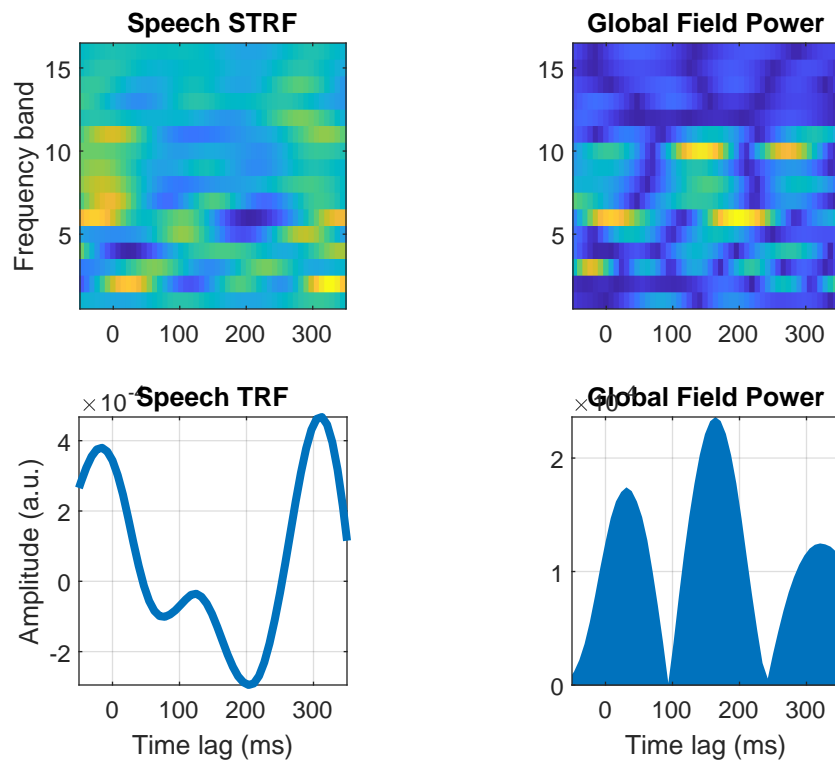 Speech STRF
Global Field Power
Frequency band
15
10
5
0 100 200 300
15
10
5
0 100 200 300
× 10-4
Speech TRF
Global Field Power
Amplitude (a.u.)
4
2
0
-2
0 100 200 300
Time lag (ms)
2
1
0
0 100 200 300
Time lag (ms)